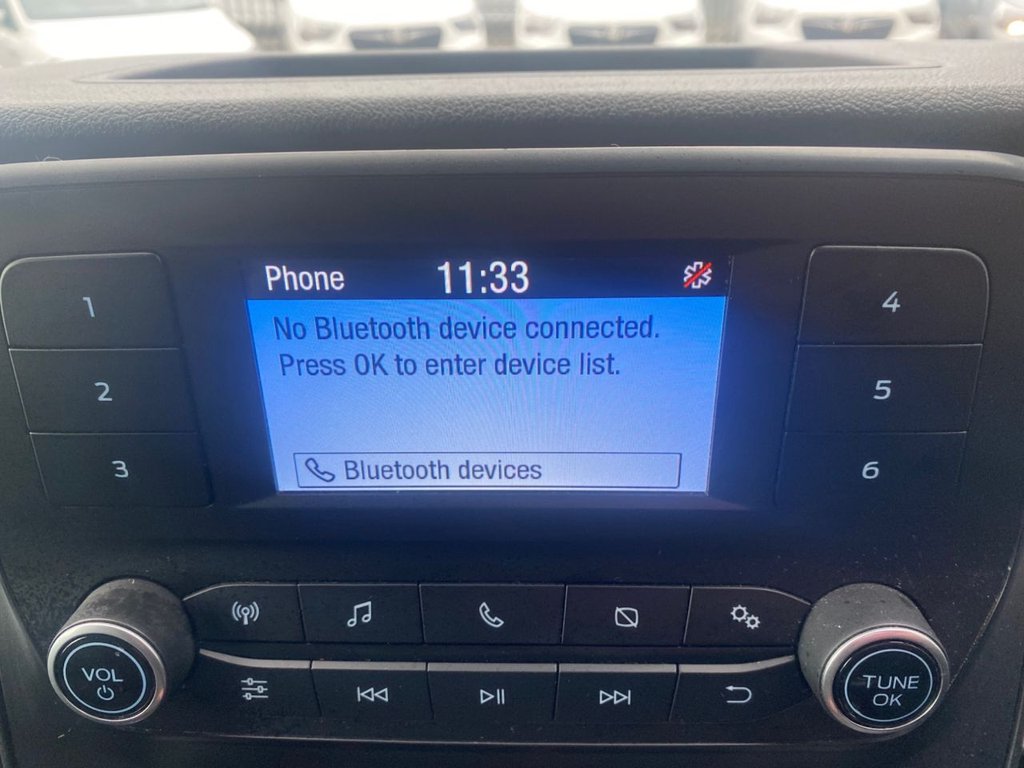 Phone 11:33
No Bluetooth device connected.
Press OK to enter device list.
Bluetooth devices
1
2
3
4
5
6
VOL
TUNE
OK